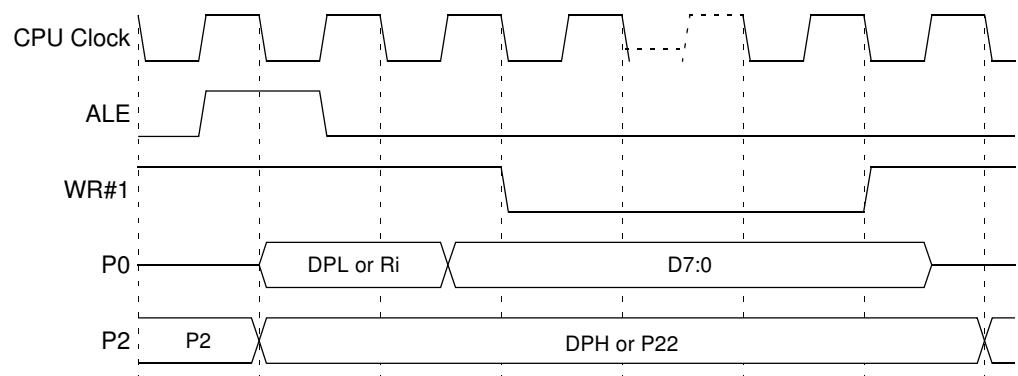 CPU Clock
ALE
WR#1
P0
DPL or Ri
D7:0
P2
P2
DPH or P22